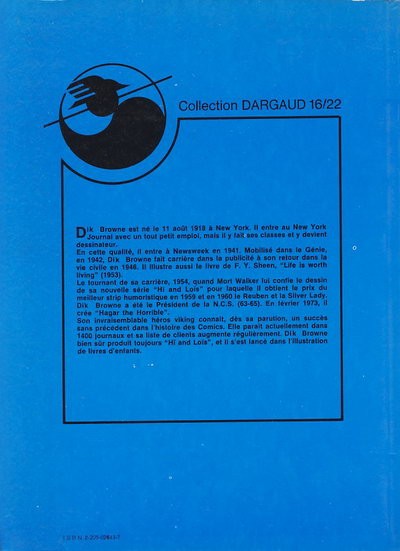 Collection DARGAUD 16/22
Dik Browne est né le 11 août 1918 à New York. Il entre au New York
Journal avec un tout petit emploi, mais il y fait ses classes et y devient
dessinateur.
En cette qualité, il entre à Newsweek en 1941. Mobilisé dans le Génie,
en 1942, Dik Browne fait carrière dans la publicité à son retour dans la
vie civile en 1946. Il illustre aussi le livre de F. Y. Sheen, "Life is worth
living" (1953).
Le tournant de sa carrière, 1954, quand Mort Walker lui confie le dessin
de sa nouvelle série "Hi and Loïs" pour laquelle il obtient le prix du
meilleur strip humoristique en 1959 et en 1960 le Reuben et la Silver Lady.
Dik Browne a été le Président de la N.C.S. (63-65). En février 1973, il
crée "Hagar the Horrible".
Son invraisemblable héros viking connaît, dès sa parution, un succès
sans précédent dans l'histoire des Comics. Elle paraît actuellement dans
1400 journaux et sa liste de clients augmente régulièrement. Dik Browne
bien sûr produit toujours "Hi and Loïs", et il s'est lancé dans l'illustration
de livres d'enfants.